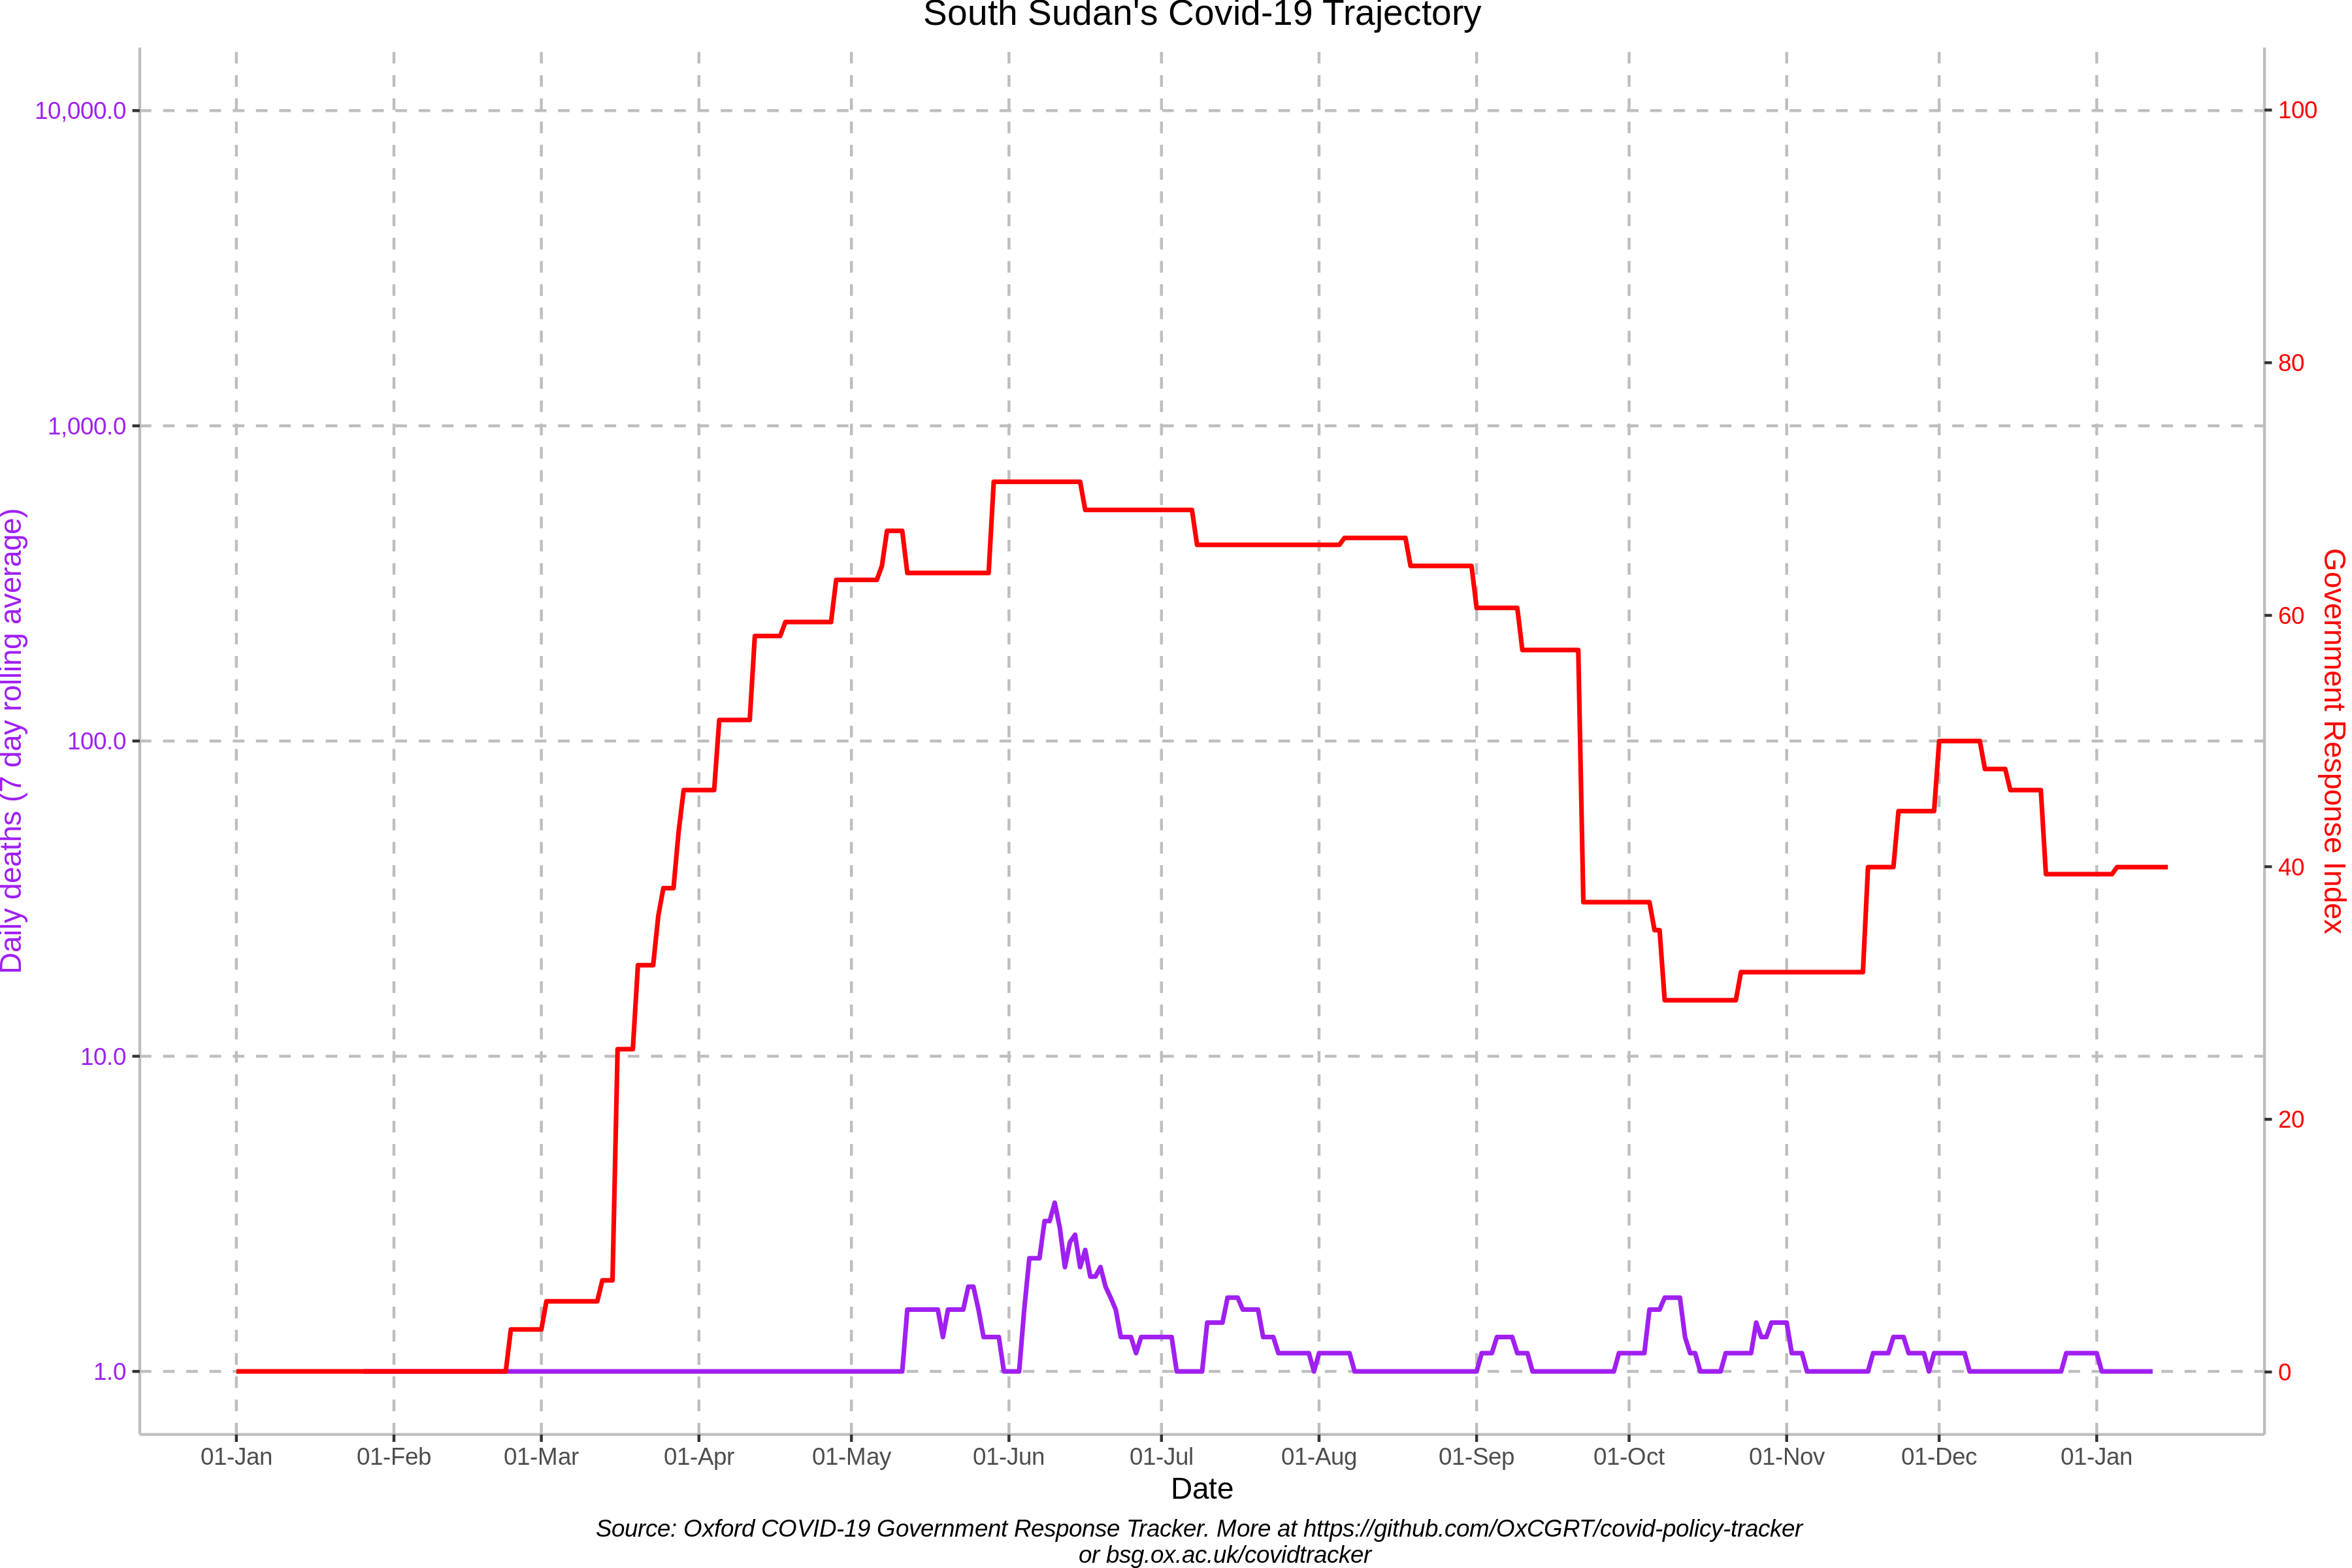 South Sudan's Covid-19 Trajectory
10,000.0
1,000.0
100.0
10.0
1.0
Daily deaths (7 day rolling average)
100
80
60
40
20
0
Government Response Index
01-Jan 01-Feb 01-Mar 01-Apr 01-May 01-Jun 01-Jul 01-Aug 01-Sep 01-Oct 01-Nov 01-Dec 01-Jan
Date
Source: Oxford COVID-19 Government Response Tracker. More at https://github.com/OxCGRT/covid-policy-tracker
or bsg.ox.ac.uk/covidtracker